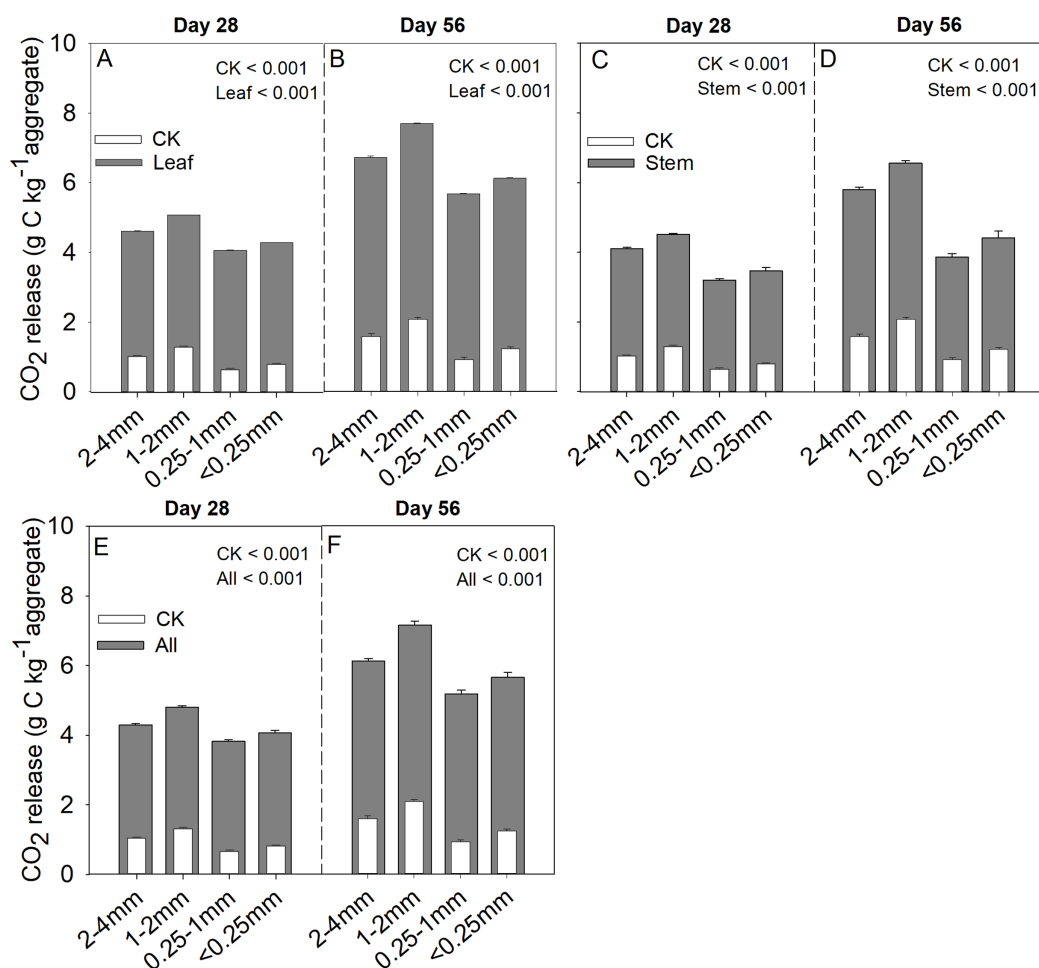 Day 28
Day 56
Day 28
Day 56
CO2 release (g C kg-1 aggregate)
10
8
6
4
2
0
A
CK < 0.001
Leaf < 0.001
CK
Leaf
B
CK < 0.001
Leaf < 0.001
C
CK < 0.001
Stem < 0.001
CK
Stem
D
CK < 0.001
Stem < 0.001
2-4mm
1-2mm
0.25-1mm
<0.25mm
2-4mm
1-2mm
0.25-1mm
<0.25mm
2-4mm
1-2mm
0.25-1mm
<0.25mm
2-4mm
1-2mm
0.25-1mm
<0.25mm
Day 28
Day 56
CO2 release (g C kg-1 aggregate)
10
8
6
4
2
0
E
CK < 0.001
All < 0.001
CK
All
F
CK < 0.001
All < 0.001
2-4mm
1-2mm
0.25-1mm
<0.25mm
2-4mm
1-2mm
0.25-1mm
<0.25mm